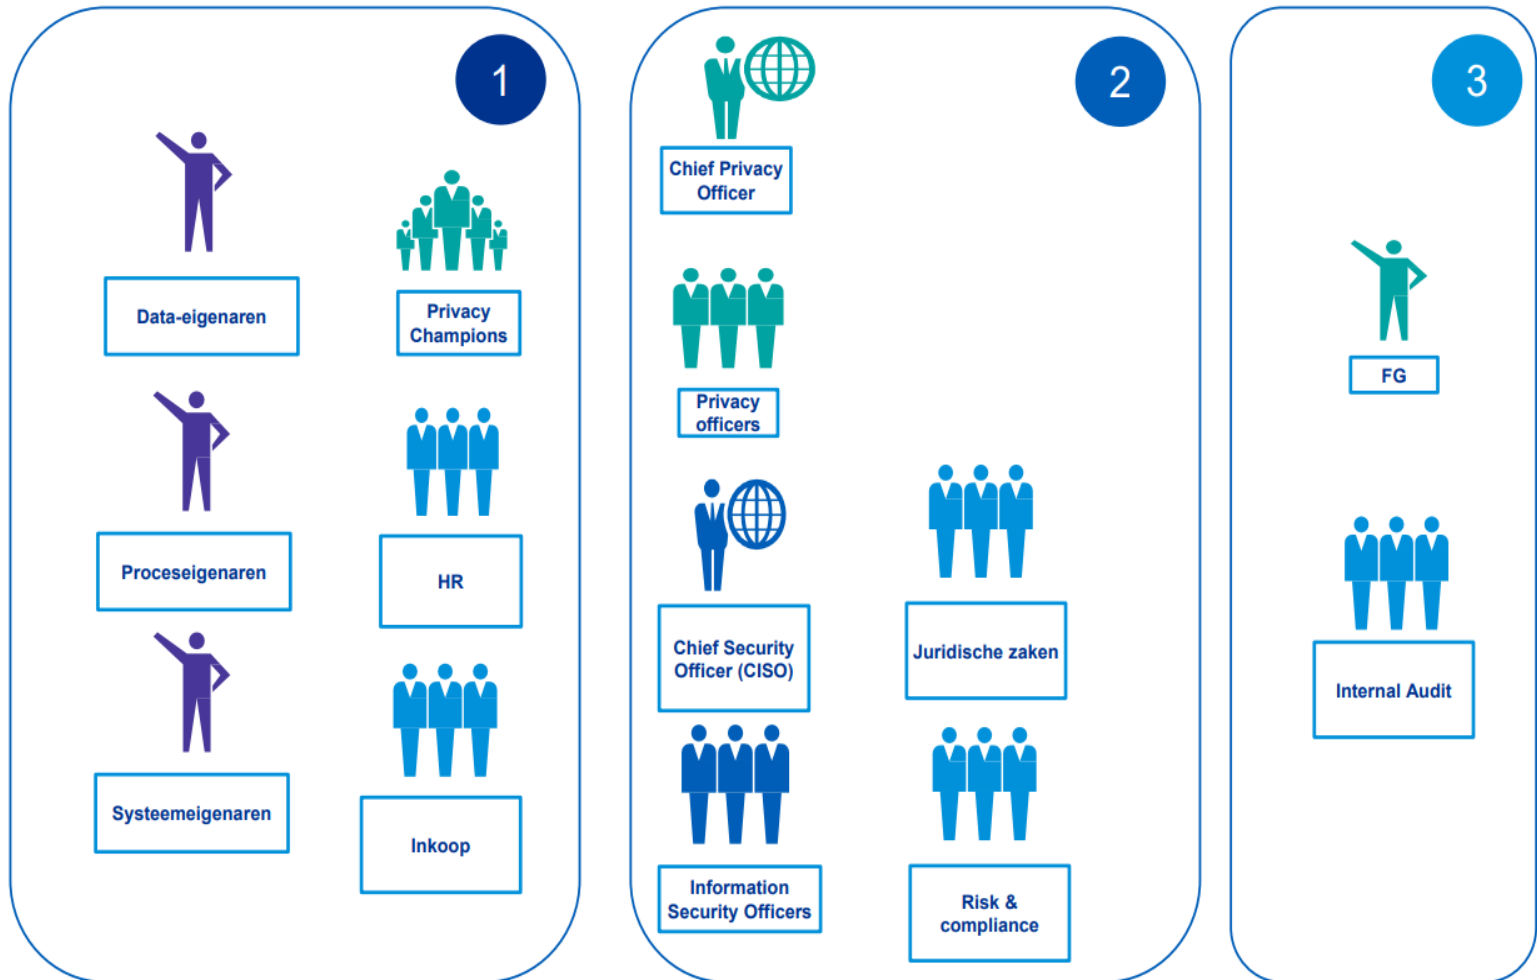 1
Data-eigenaren
Privacy
Champions
Proceseigenaren
HR
Systeemeigenaren
Inkoop
2
Chief Privacy
Officer
Privacy
officers
Chief Security
Officer (CISO)
Juridische zaken
Information
Security Officers
Risk &
compliance
3
FG
Internal Audit